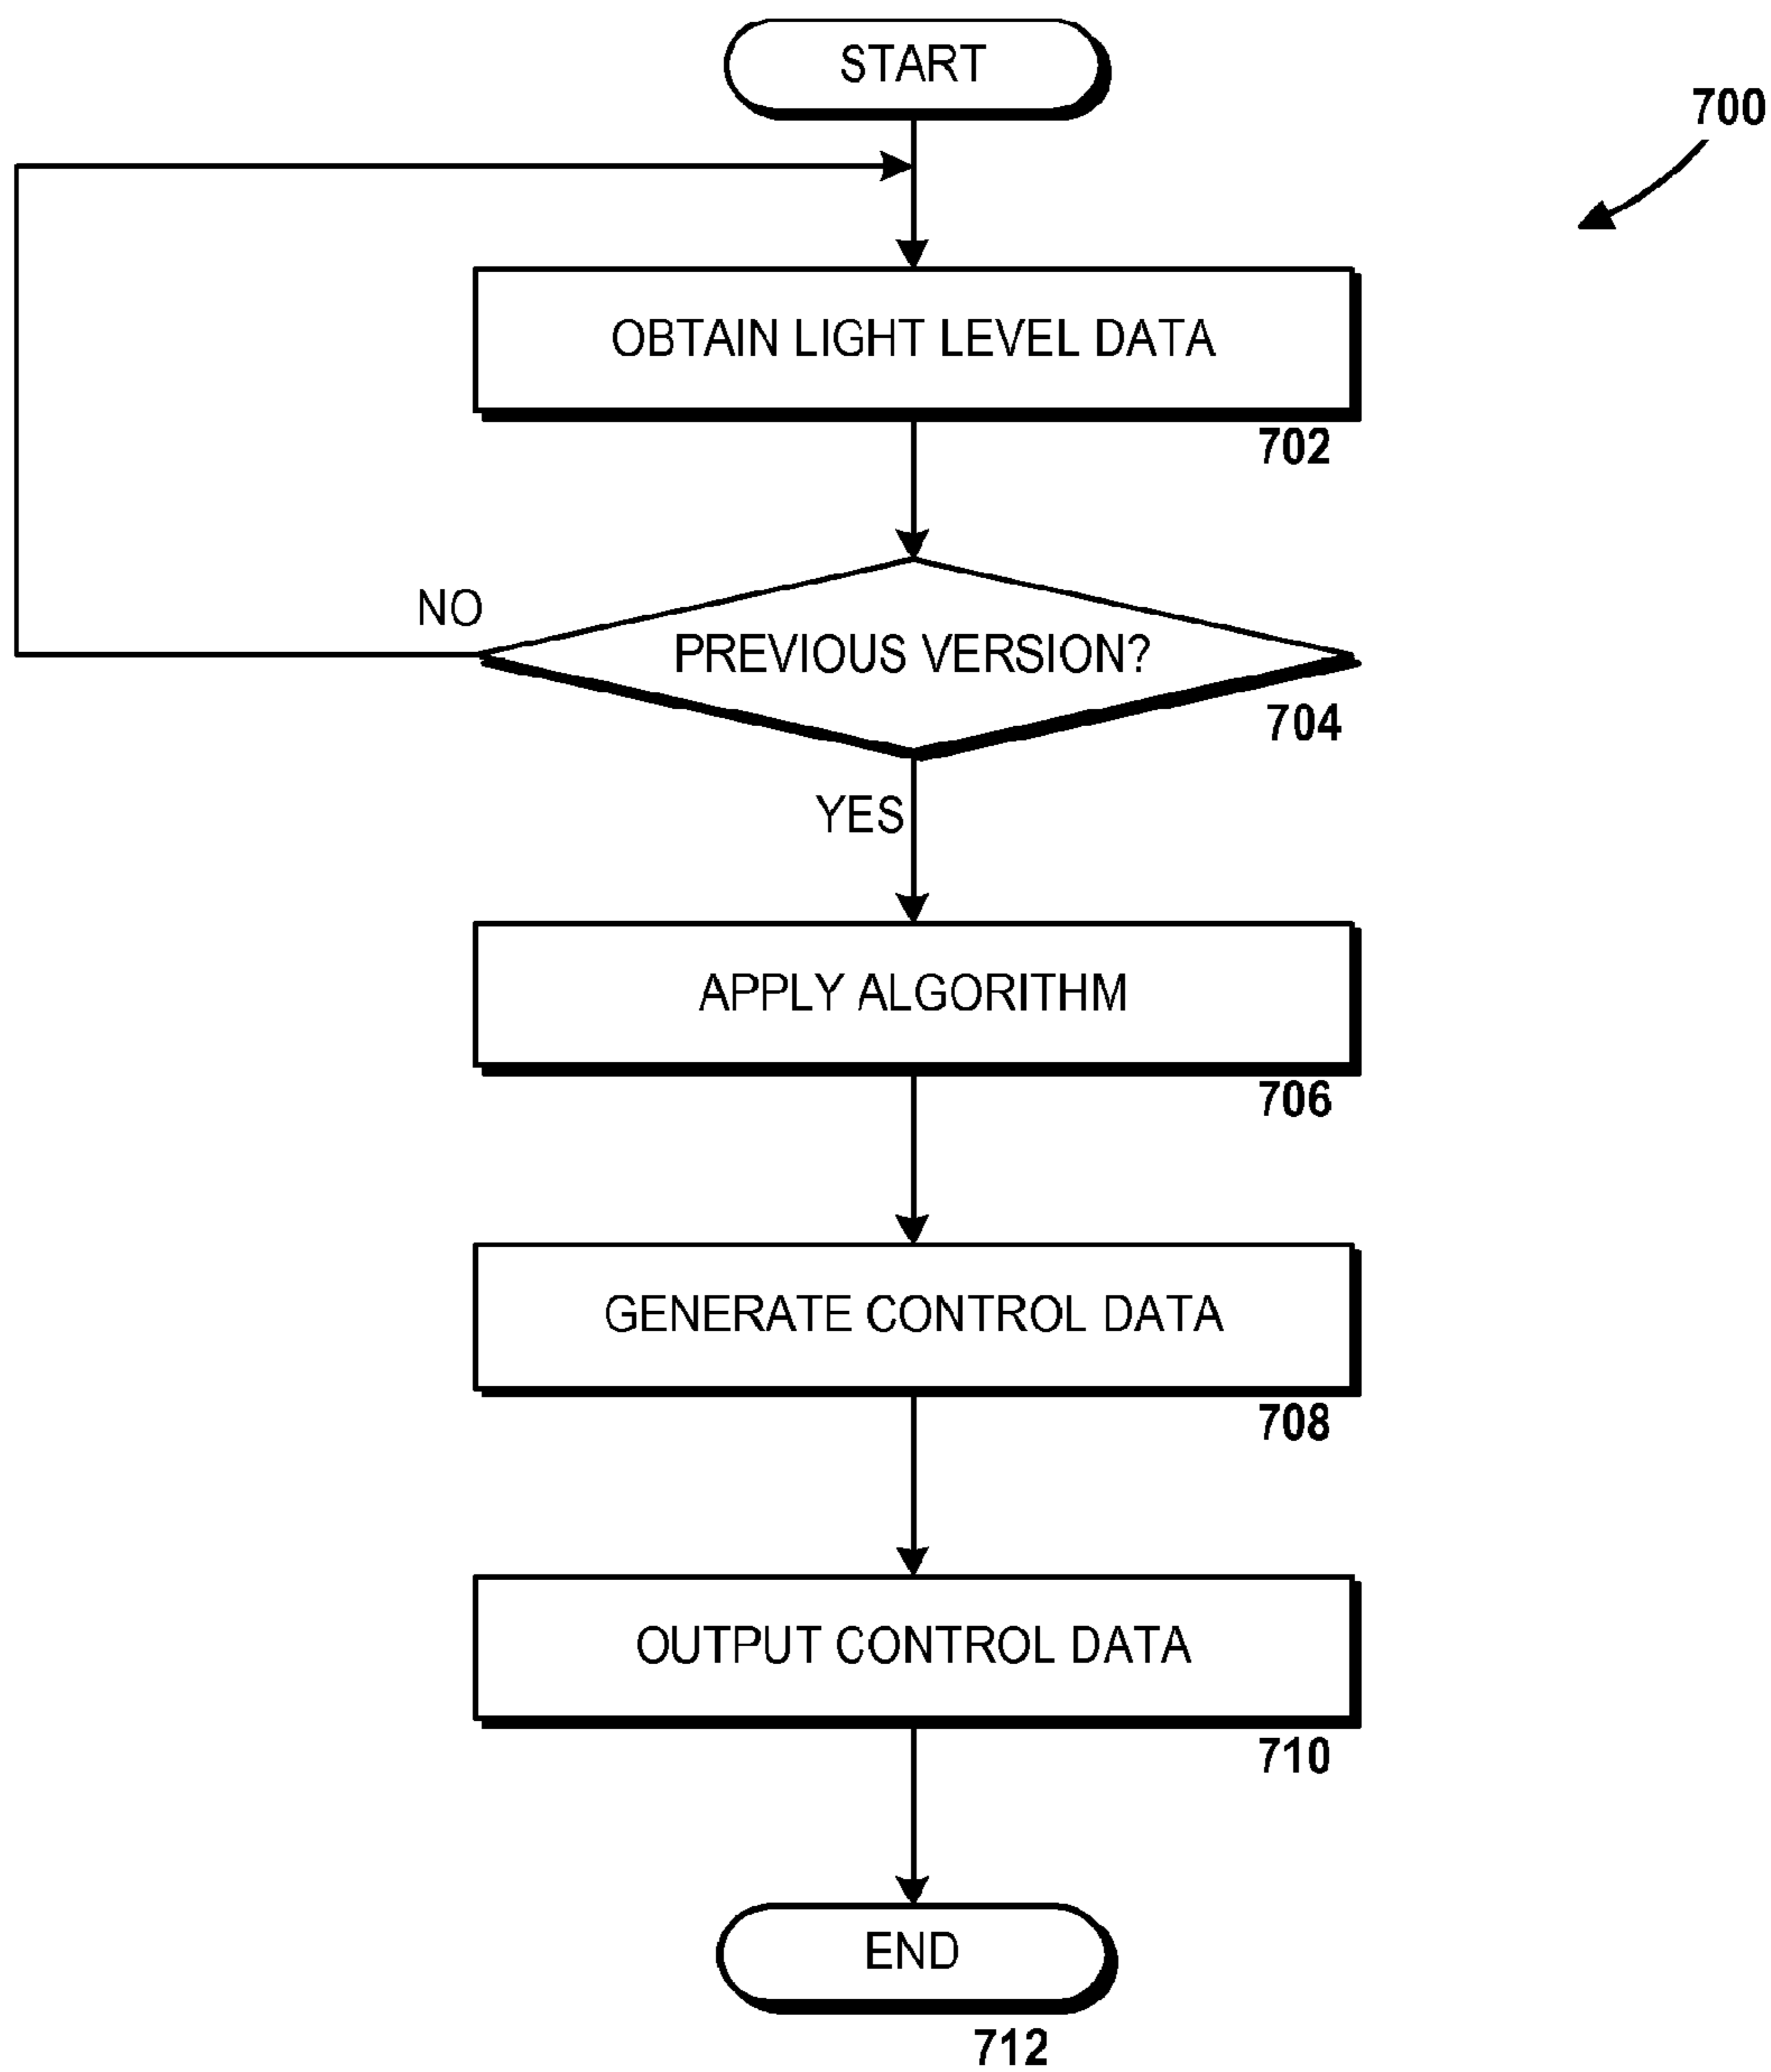 START
700
OBTAIN LIGHT LEVEL DATA
702
NO
PREVIOUS VERSION?
704
YES
APPLY ALGORITHM
706
GENERATE CONTROL DATA
708
OUTPUT CONTROL DATA
710
END
712